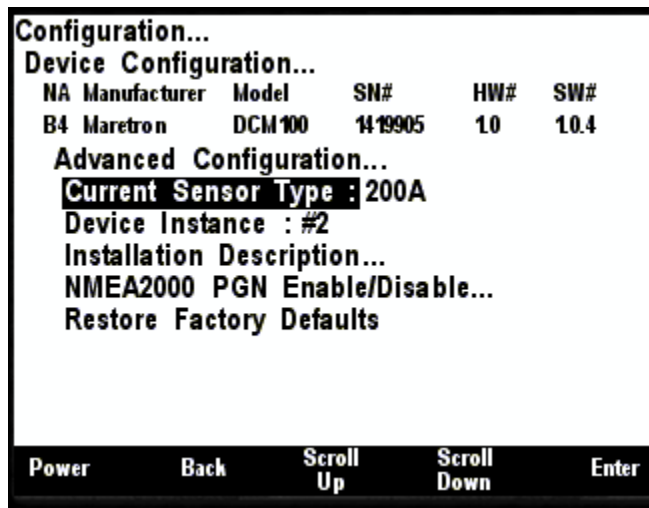 Configuration...
Device Configuration...
NA Manufacturer Model SN# HW# SW#
B4 Maretron DCM100 1419905 1.0 1.0.4
Advanced Configuration...
Current Sensor Type : 200A
Device Instance : #2
Installation Description...
NMEA2000 PGN Enable/Disable...
Restore Factory Defaults
Power Back Scroll Up Scroll Down Enter